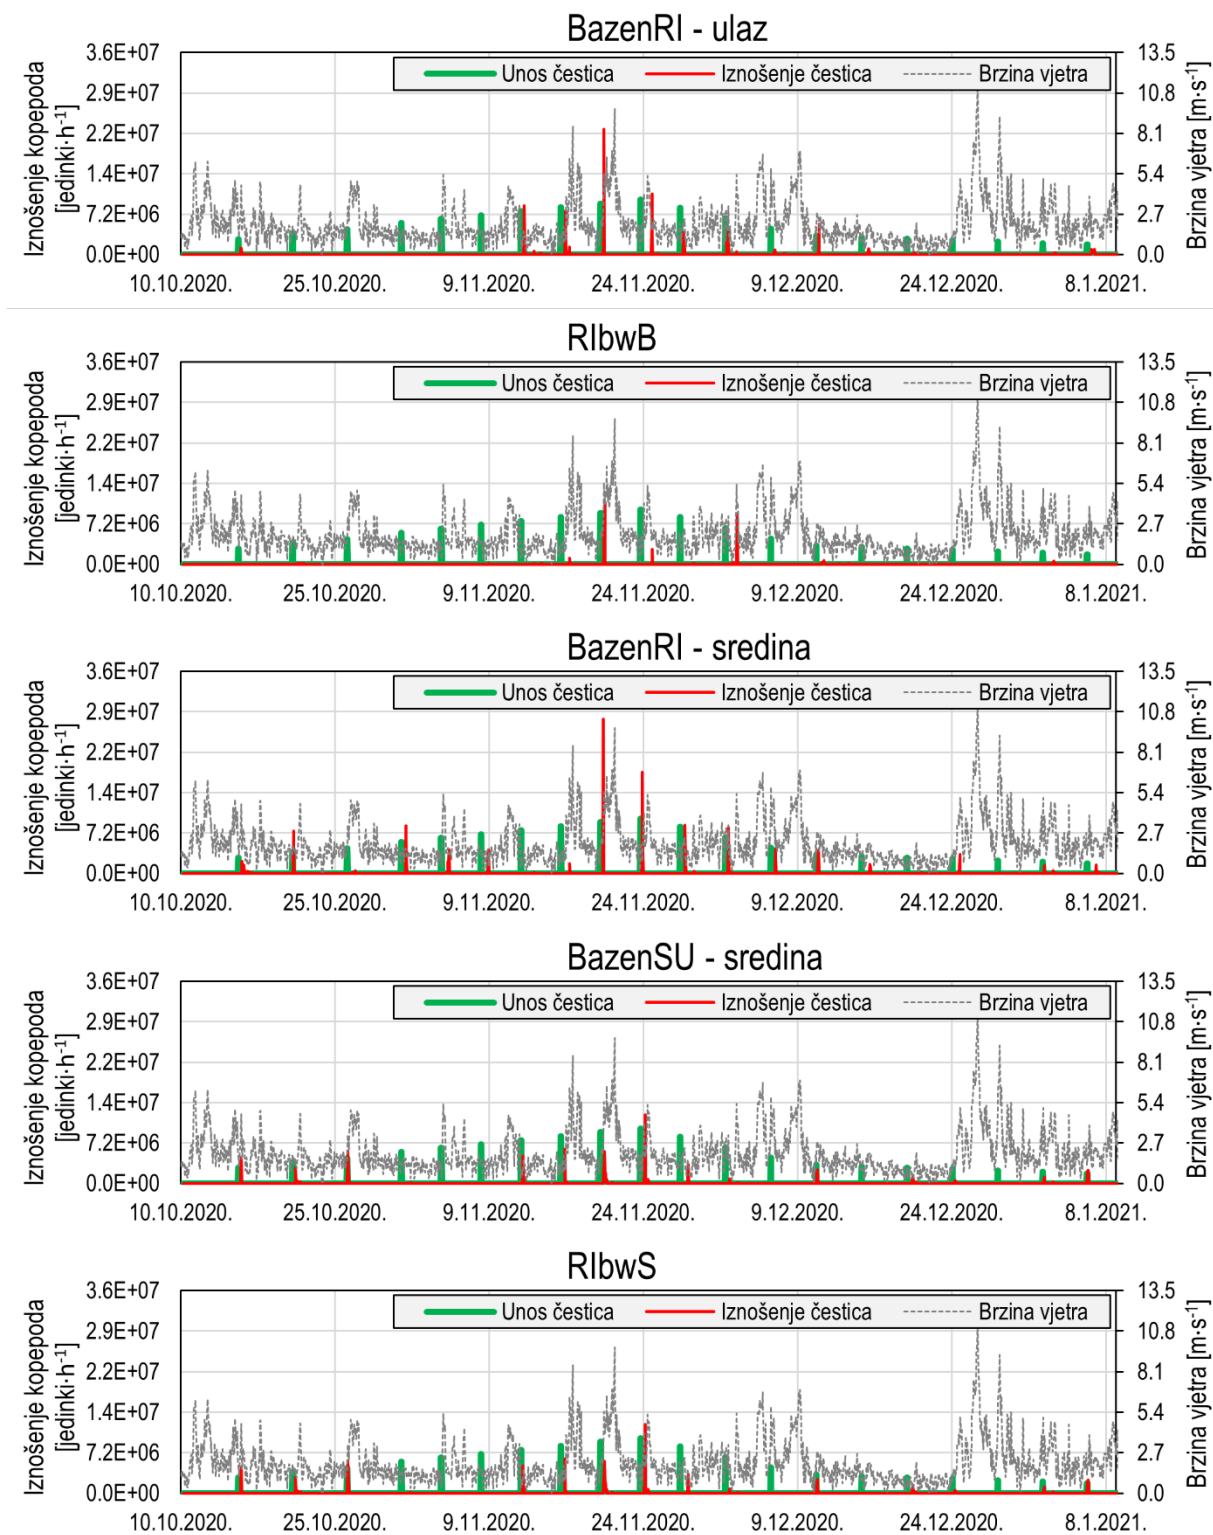 BazenRI - ulaz
Iznošenje kopepoda
[jedinki·h⁻¹]
3.6E+07
2.9E+07
2.2E+07
1.4E+07
7.2E+06
0.0E+00
Unos čestica Iznošenje čestica Brzina vjetra
13.5
10.8
8.1
5.4
2.7
0.0
Brzina vjetra [m·s⁻¹]
10.10.2020. 25.10.2020. 9.11.2020. 24.11.2020. 9.12.2020. 24.12.2020. 8.1.2021.
RIbwB
Iznošenje kopepoda
[jedinki·h⁻¹]
3.6E+07
2.9E+07
2.2E+07
1.4E+07
7.2E+06
0.0E+00
Unos čestica Iznošenje čestica Brzina vjetra
13.5
10.8
8.1
5.4
2.7
0.0
Brzina vjetra [m·s⁻¹]
10.10.2020. 25.10.2020. 9.11.2020. 24.11.2020. 9.12.2020. 24.12.2020. 8.1.2021.
BazenRI - sredina
Iznošenje kopepoda
[jedinki·h⁻¹]
3.6E+07
2.9E+07
2.2E+07
1.4E+07
7.2E+06
0.0E+00
Unos čestica Iznošenje čestica Brzina vjetra
13.5
10.8
8.1
5.4
2.7
0.0
Brzina vjetra [m·s⁻¹]
10.10.2020. 25.10.2020. 9.11.2020. 24.11.2020. 9.12.2020. 24.12.2020. 8.1.2021.
BazenSU - sredina
Iznošenje kopepoda
[jedinki·h⁻¹]
3.6E+07
2.9E+07
2.2E+07
1.4E+07
7.2E+06
0.0E+00
Unos čestica Iznošenje čestica Brzina vjetra
13.5
10.8
8.1
5.4
2.7
0.0
Brzina vjetra [m·s⁻¹]
10.10.2020. 25.10.2020. 9.11.2020. 24.11.2020. 9.12.2020. 24.12.2020. 8.1.2021.
RIbwS
Iznošenje kopepoda
[jedinki·h⁻¹]
3.6E+07
2.9E+07
2.2E+07
1.4E+07
7.2E+06
0.0E+00
Unos čestica Iznošenje čestica Brzina vjetra
13.5
10.8
8.1
5.4
2.7
0.0
Brzina vjetra [m·s⁻¹]
10.10.2020. 25.10.2020. 9.11.2020. 24.11.2020. 9.12.2020. 24.12.2020. 8.1.2021.